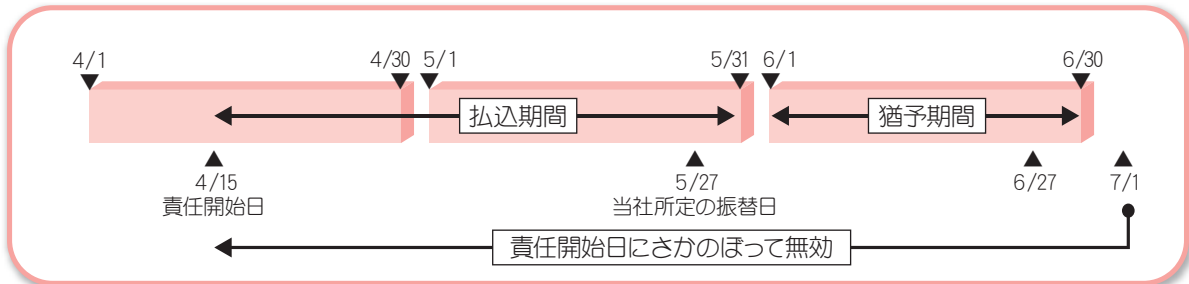 4/1
4/30
5/1
5/31
6/1
6/30
払込期間
猶予期間
4/15
責任開始日
5/27
当社所定の振替日
6/27
7/1
責任開始日にさかのぼって無効